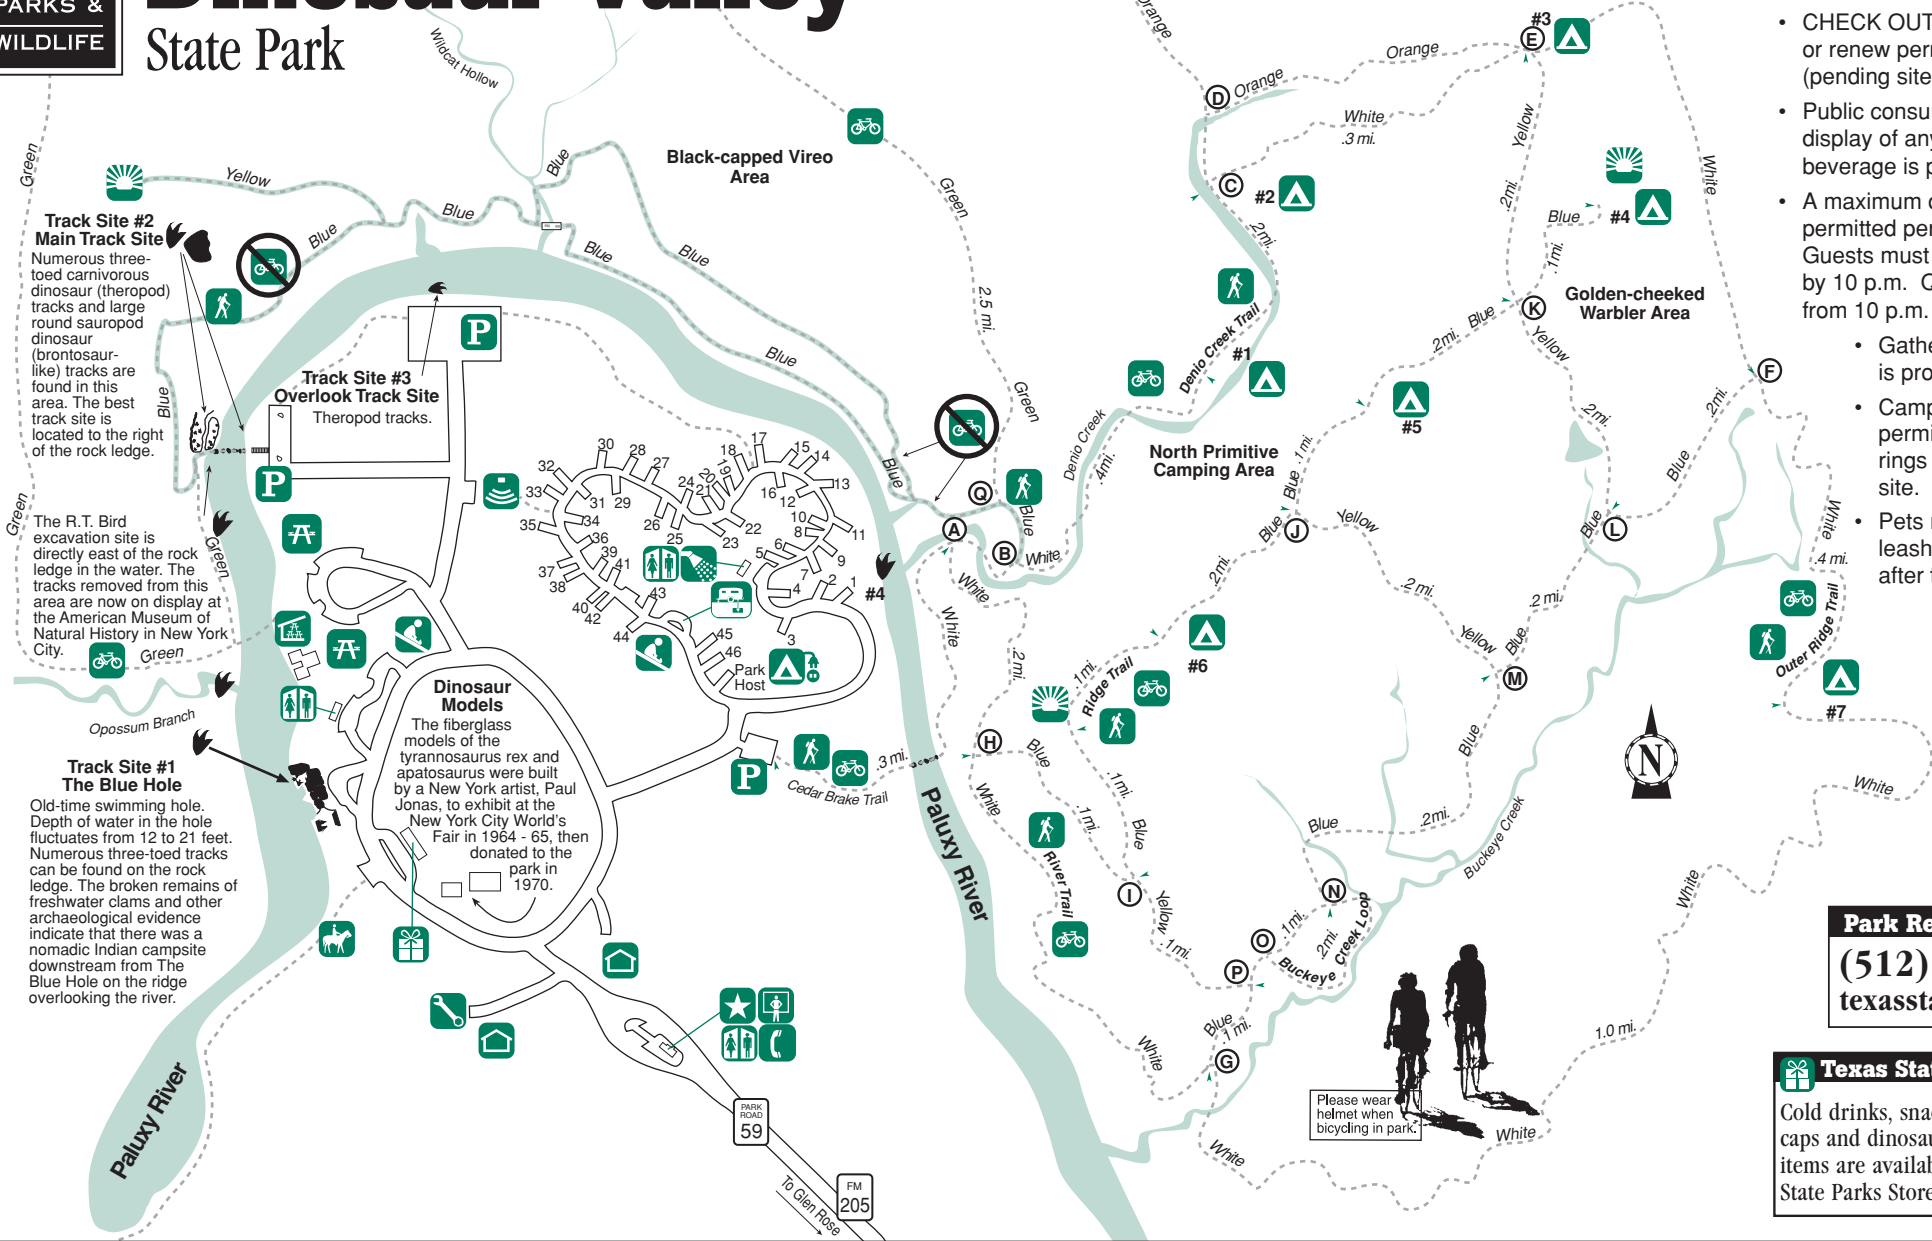 PARKS &
WILDLIFE
Dinosaur Valley
State Park
Wildcat Hollow
Orange
Orange
Orange
D
E
#3
White
.3 mi.
Yellow
.2mi.
White
C
#2
.2mi.
#4
Blue
.1mi.
K
Golden-cheeked
Warbler Area
Black-capped Vireo
Area
Green
2.5 mi.
Green
Green
Yellow
Blue
Blue
Blue
Blue
Blue
Blue
Blue
Blue
Track Site #2
Main Track Site
Numerous three-
toed carnivorous
dinosaur (theropod)
tracks and large
round sauropod
dinosaur
(brontosaur-
like) tracks are
found in this
area. The best
track site is
located to the right
of the rock ledge.
P
Track Site #3
Overlook Track Site
Theropod tracks.
P
The R.T. Bird
excavation site is
directly east of the rock
ledge in the water. The
tracks removed from this
area are now on display at
the American Museum of
Natural History in New York
City.
Green
Green
Green
Opossum Branch
Track Site #1
The Blue Hole
Old-time swimming hole.
Depth of water in the hole
fluctuates from 12 to 21 feet.
Numerous three-toed tracks
can be found on the rock
ledge. The broken remains of
freshwater clams and other
archaeological evidence
indicate that there was a
nomadic Indian campsite
downstream from The
Blue Hole on the ridge
overlooking the river.
Paluxy River
Dinosaur
Models
The fiberglass
models of the
tyrannosaurus rex and
apatosaurus were built
by a New York artist, Paul
Jonas, to exhibit at the
New York City World's
Fair in 1964 - 65, then
donated to the
park in
1970.
30
28
27
32
33
31
29
24
20
21
19
18
17
15
14
16
12
13
35
34
36
39
41
26
25
22
23
10
8
11
9
5
6
7
37
38
40
42
43
44
4
2
1
3
45
46
Park
Host
#4
P
Cedar Brake Trail
.3 mi.
Paluxy River
PARK
ROAD
59
FM
205
To Glen Rose
A
Q
B
Blue
White
White
White
.2 mi.
Denio Creek
.4mi.
Denio Creek Trail
#1
North Primitive
Camping Area
#5
.2mi.
Blue
Yellow
.2mi.
F
.2mi.
Blue
L
Blue
.1mi.
Blue
Blue
J
Yellow
.2 mi.
Yellow
.2mi.
#6
.1mi.
Ridge Trail
.2 mi.
Blue
M
Blue
.2mi.
Blue
Buckeye Creek
H
Blue
.1mi.
.1mi.
Blue
White
River Trail
I
Yellow
.1mi.
N
O
.1mi.
P
.2mi.
Buckeye Creek Loop
Blue
.1 mi.
G
White
White
White
1.0 mi.
White
White
White
.4 mi.
Outer Ridge Trail
#7
N
Please wear
helmet when
bicycling in park.
• CHECK OUT
or renew per
(pending site
• Public consu
display of any
beverage is p
• A maximum o
permitted per
Guests must
by 10 p.m. Q
from 10 p.m.
• Gathe
is pro
• Camp
permi
rings
site.
• Pets
leash
after
Park Re
(512)
texassta
Texas Stat
Cold drinks, snac
caps and dinosau
items are availab
State Parks Store